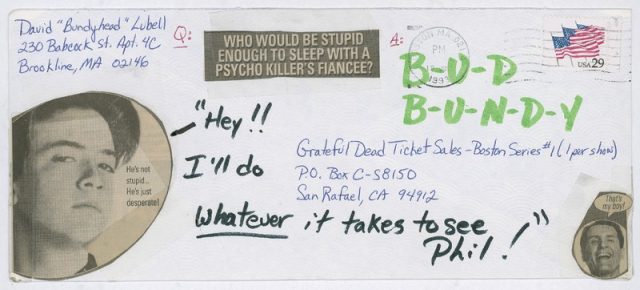 David "Bundyhead" Lubell
230 Babcock St. Apt. 4C
Brookline, MA 02146
Q:
WHO WOULD BE STUPID
ENOUGH TO SLEEP WITH A
PSYCHO KILLER'S FIANCEE?
A:
PM
USA 29
B-U-D
B-U-N-D-Y
"Hey!!
I'll do
whatever it takes to see
Phil!"
He's not
stupid...
He's just
desperate!
Grateful Dead Ticket Sales - Boston Series #1 (1 per show)
P.O. Box C-S8150
San Rafael, CA 94912
That's
my boy!